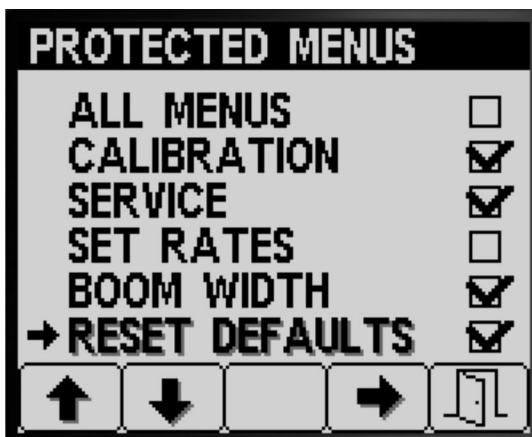 PROTECTED MENUS
ALL MENUS
CALIBRATION
SERVICE
SET RATES
BOOM WIDTH
RESET DEFAULTS